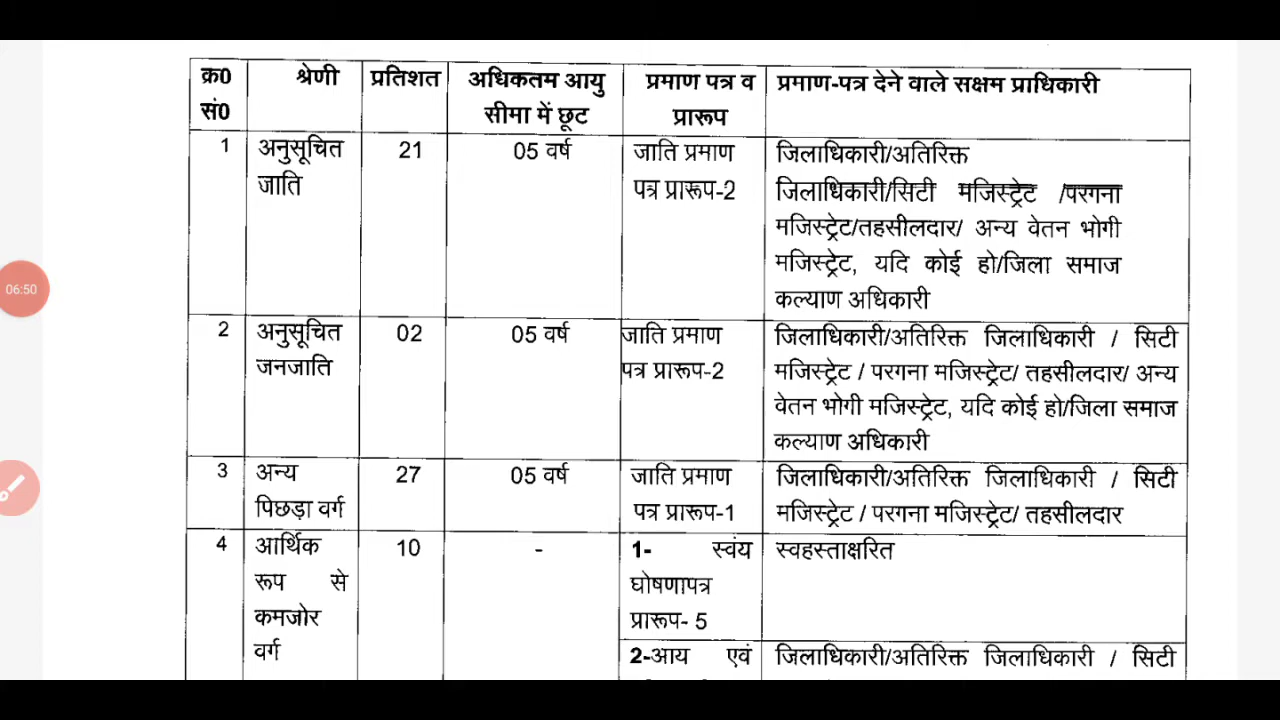 क्र0 सं0 श्रेणी प्रतिशत अधिकतम आयु सीमा में छूट प्रमाण पत्र व प्रारूप प्रमाण-पत्र देने वाले सक्षम प्राधिकारी
1 अनुसूचित जाति 21 05 वर्ष जाति प्रमाण पत्र प्रारूप-2 जिलाधिकारी/अतिरिक्त
जिलाधिकारी/सिटी मजिस्ट्रेट /परगना
मजिस्ट्रेट/तहसीलदार/ अन्य वेतन भोगी
मजिस्ट्रेट, यदि कोई हो/जिला समाज
कल्याण अधिकारी
2 अनुसूचित जनजाति 02 05 वर्ष जाति प्रमाण पत्र प्रारूप-2 जिलाधिकारी/अतिरिक्त जिलाधिकारी / सिटी
मजिस्ट्रेट / परगना मजिस्ट्रेट/ तहसीलदार/ अन्य
वेतन भोगी मजिस्ट्रेट, यदि कोई हो/जिला समाज
कल्याण अधिकारी
3 अन्य पिछड़ा वर्ग 27 05 वर्ष जाति प्रमाण पत्र प्रारूप-1 जिलाधिकारी/अतिरिक्त जिलाधिकारी / सिटी
मजिस्ट्रेट / परगना मजिस्ट्रेट/ तहसीलदार
4 आर्थिक रूप से कमजोर वर्ग 10 - 1- स्वंय घोषणापत्र प्रारूप- 5 स्वहस्ताक्षरित
2-आय एवं जिलाधिकारी/अतिरिक्त जिलाधिकारी / सिटी
06:50